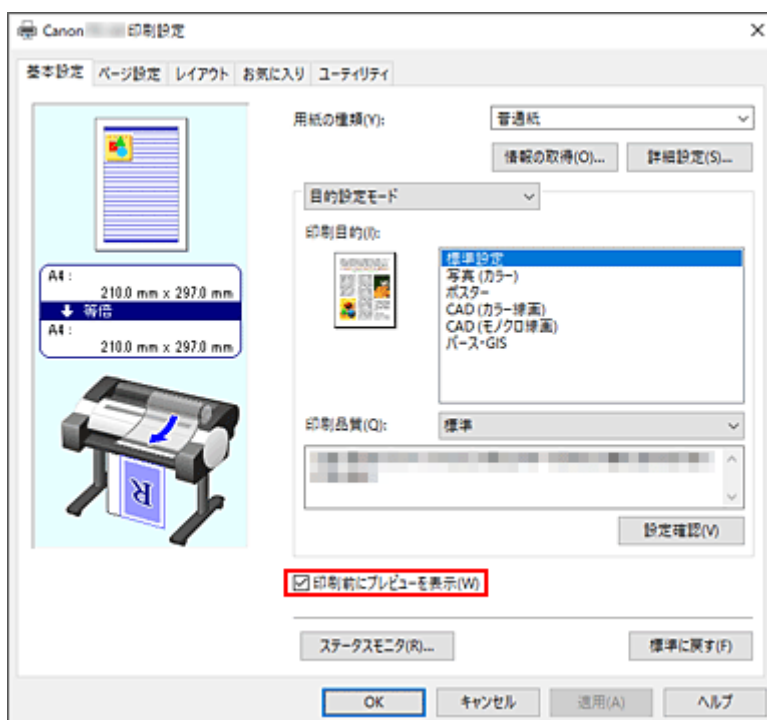 Canon 印刷設定
基本設定 ページ設定 レイアウト お気に入り ユーティリティ
用紙の種類(Y): 普通紙
情報の取得(O)... 詳細設定(S)...
目的設定モード
印刷目的(I):
標準設定
写真 (カラー)
ポスター
CAD (カラー線画)
CAD (モノクロ線画)
パース・GIS
A4 :
210.0 mm x 297.0 mm
等倍
A4 :
210.0 mm x 297.0 mm
R
印刷品質(Q): 標準
設定確認(V)
印刷前にプレビューを表示(W)
ステータスモニタ(R)... 標準に戻す(F)
OK キャンセル 適用(A) ヘルプ